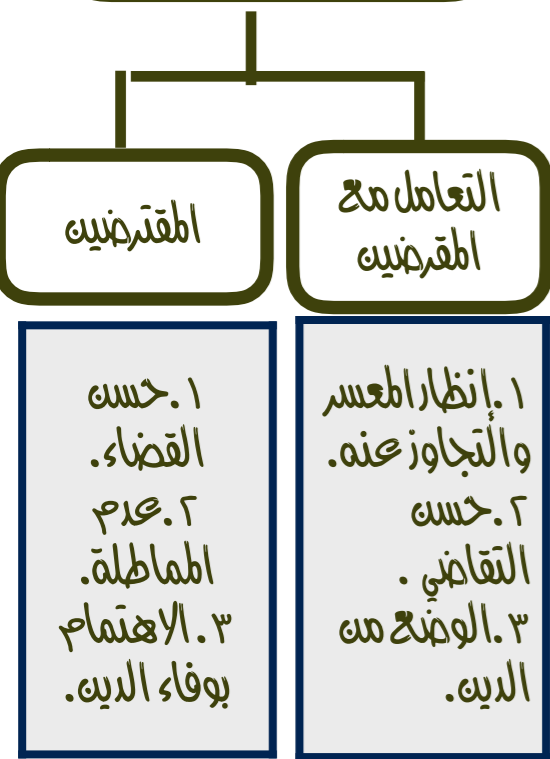 التعامل مع
المقرضين
١.إنظار المعسر
والتجاوز عنه.
٢.حسن
التقاضي .
٣.الوضع من
الدين.
المقترضين
١.حسن
القضاء.
٢.عدم
المماطلة.
٣.الاهتمام
بوفاء الدين.